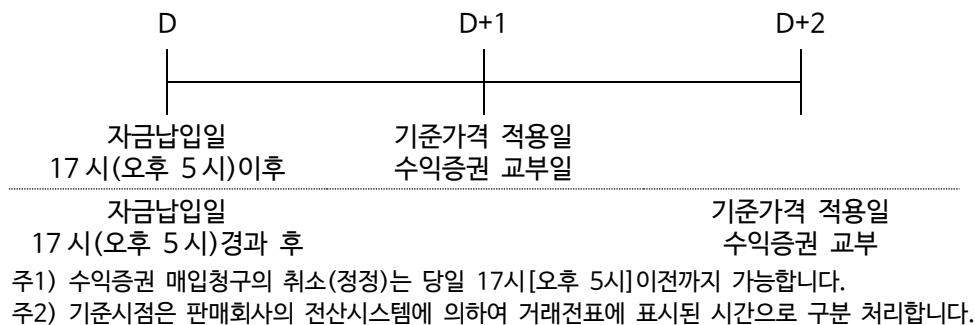 D D+1 D+2
자금납입일 기준가격 적용일
17시(오후 5시)이후 수익증권 교부일
자금납입일 기준가격 적용일
17시(오후 5시)경과 후 수익증권 교부
주1) 수익증권 매입청구의 취소(정정)는 당일 17시[오후 5시]이전까지 가능합니다.
주2) 기준시점은 판매회사의 전산시스템에 의하여 거래전표에 표시된 시간으로 구분 처리합니다.